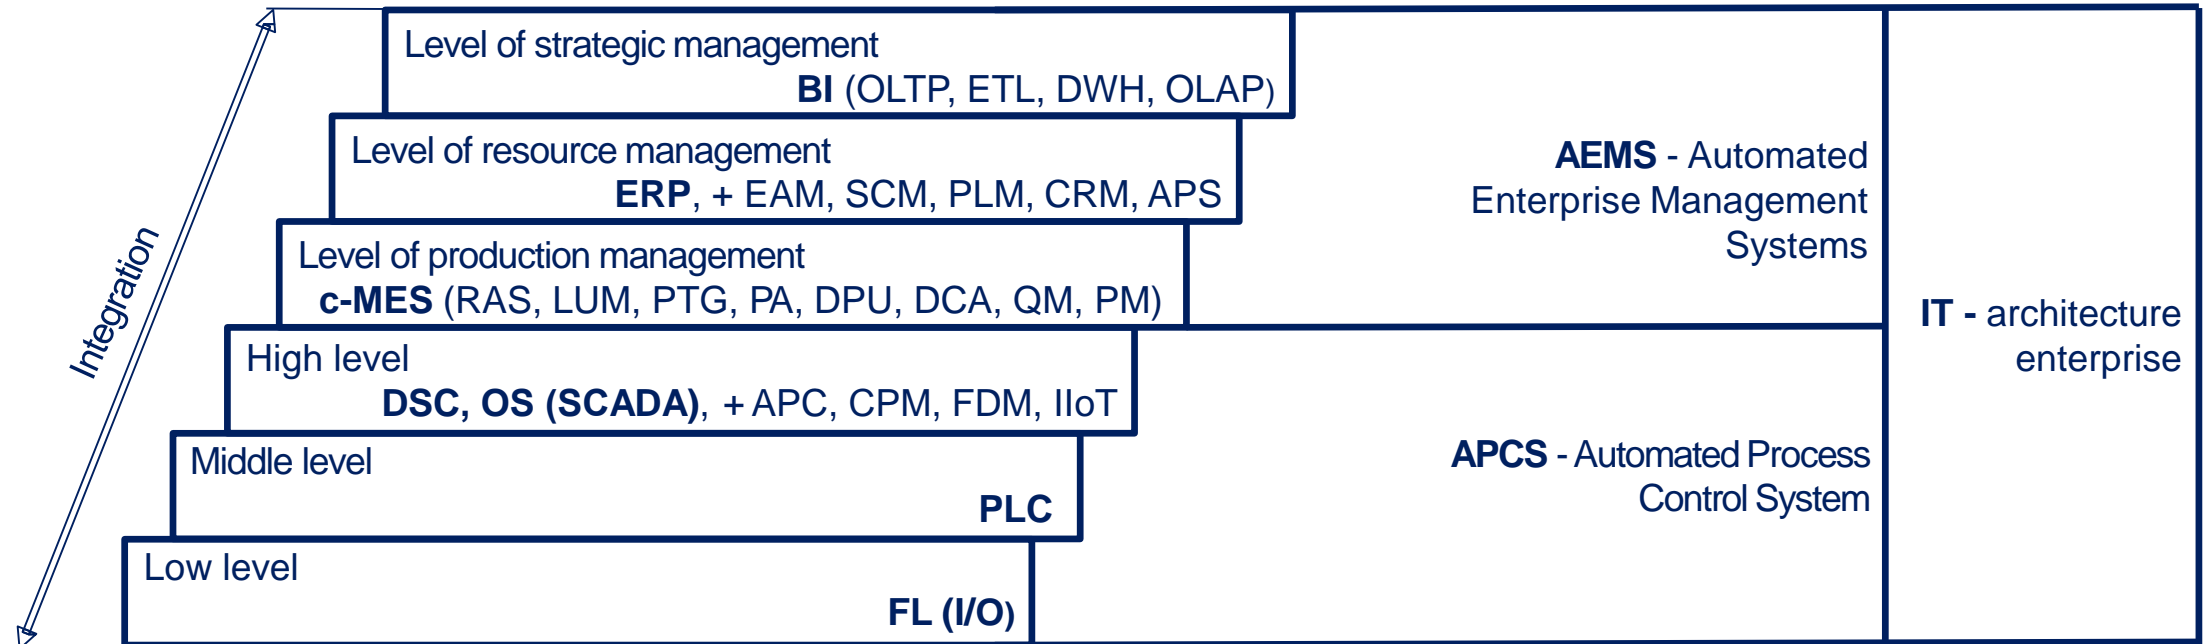 Level of strategic management
BI (OLTP, ETL, DWH, OLAP)
Level of resource management
ERP, + EAM, SCM, PLM, CRM, APS
Level of production management
c-MES (RAS, LUM, PTG, PA, DPU, DCA, QM, PM)
High level
DSC, OS (SCADA), + APC, CPM, FDM, IIoT
Middle level
PLC
Low level
FL (I/O)
Integration
AEMS - Automated
Enterprise Management
Systems
APCS - Automated Process
Control System
IT - architecture
enterprise